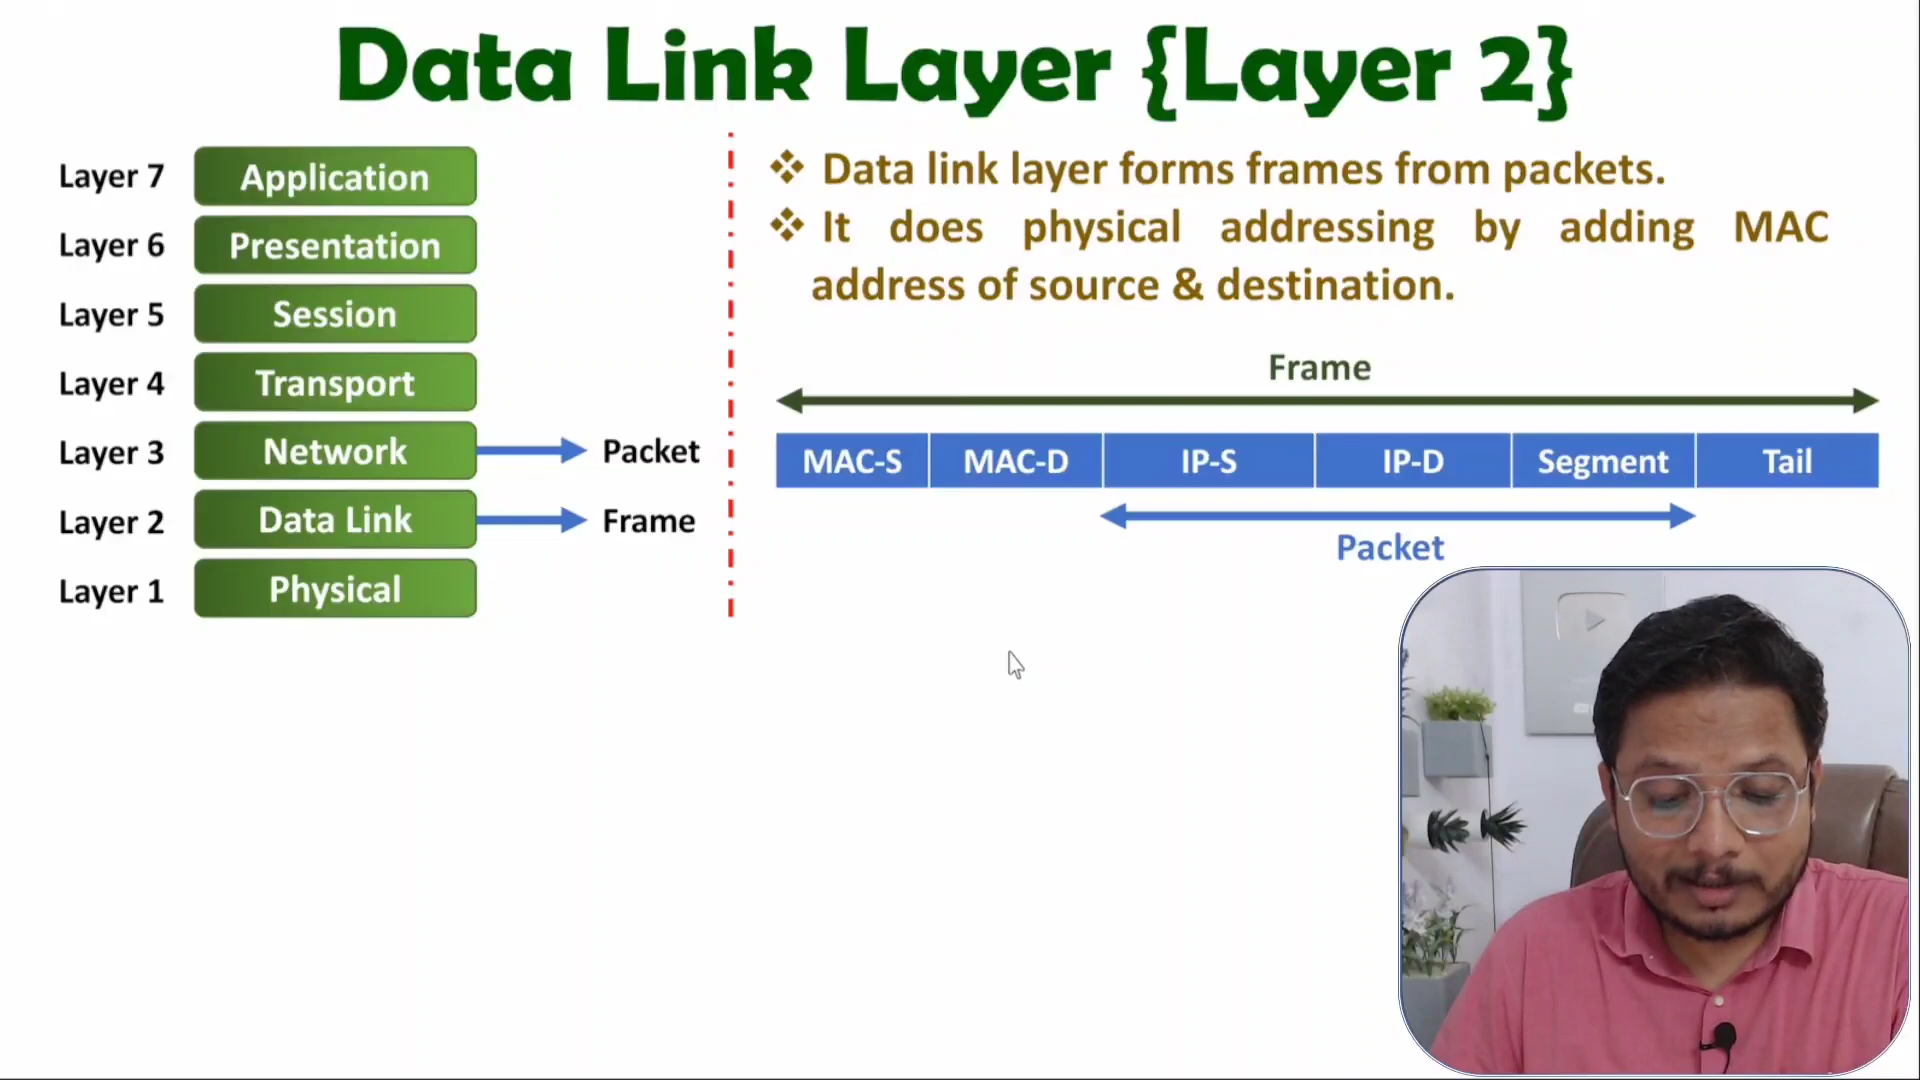 Data Link Layer {Layer 2}
Layer 7 Application
Layer 6 Presentation
Layer 5 Session
Layer 4 Transport
Layer 3 Network Packet
Layer 2 Data Link Frame
Layer 1 Physical
❖ Data link layer forms frames from packets.
❖ It does physical addressing by adding MAC
address of source & destination.
Frame
MAC-S MAC-D IP-S IP-D Segment Tail
Packet